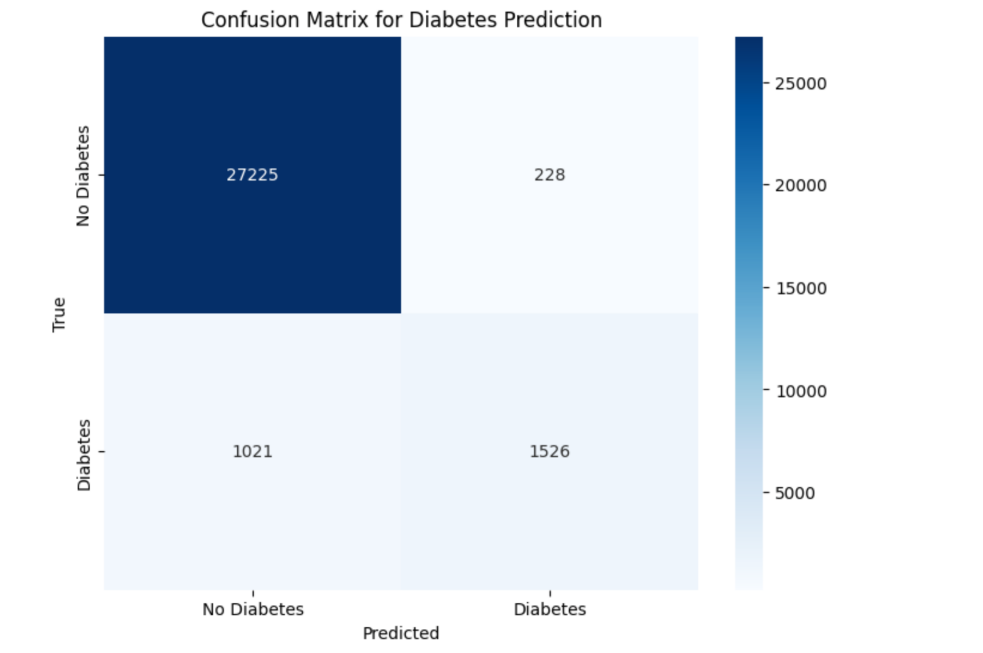 Confusion Matrix for Diabetes Prediction
No Diabetes
27225
228
True
Diabetes
1021
1526
No Diabetes
Diabetes
Predicted
25000
20000
15000
10000
5000